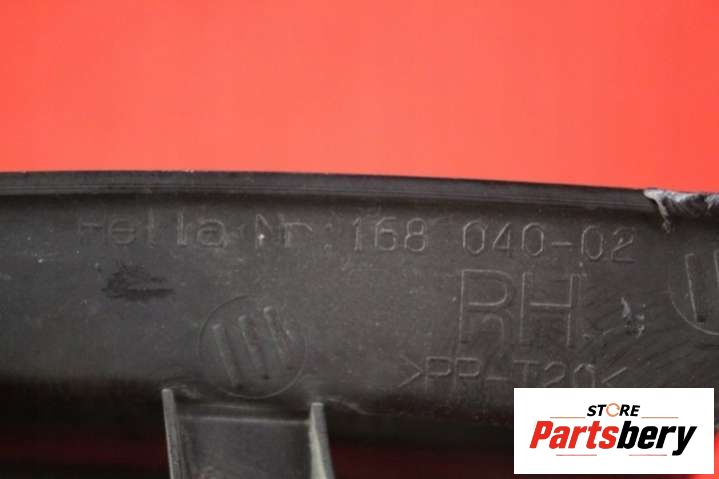 Hella Nr. 168 040-02
RH
>PP-T20<
STORE
Partsbery